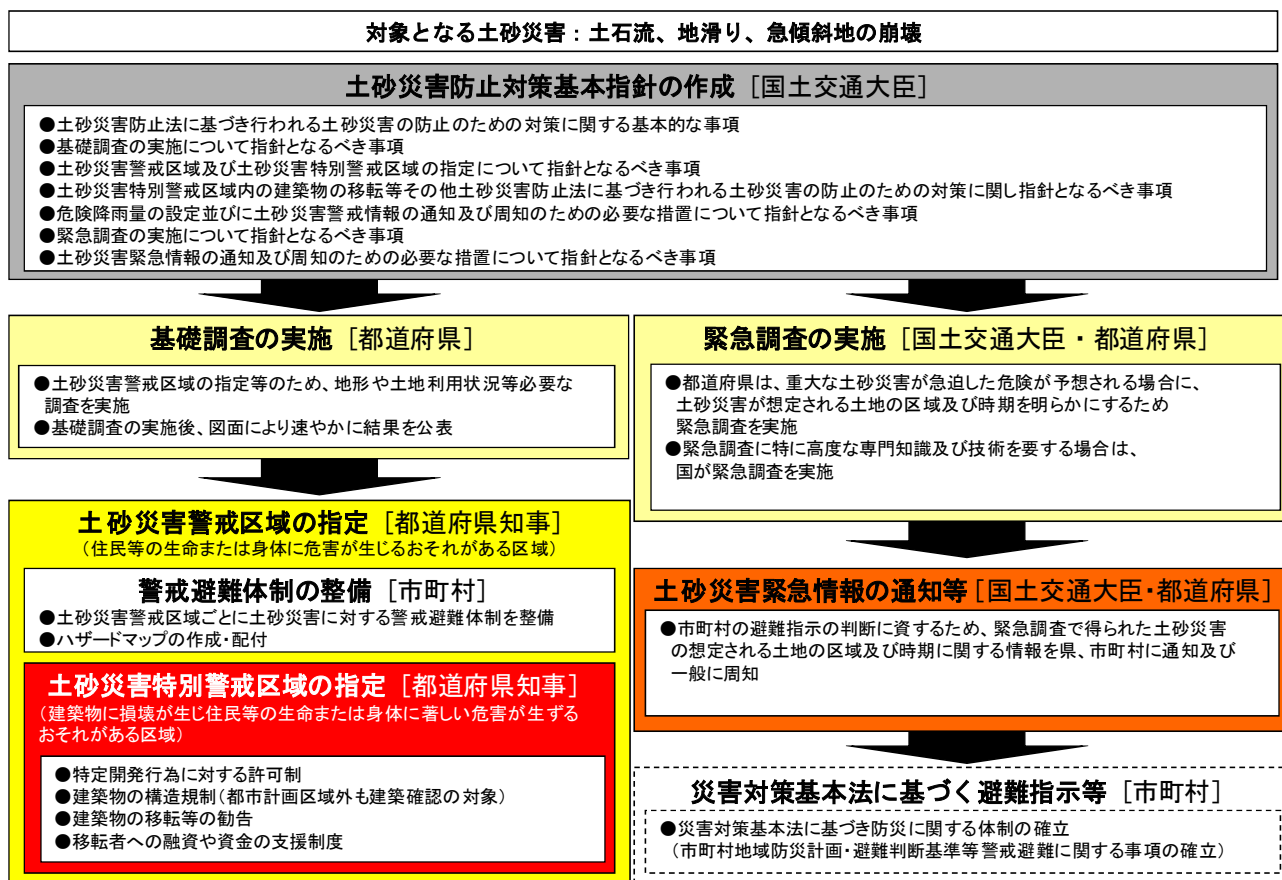 対象となる土砂災害：土石流、地滑り、急傾斜地の崩壊
土砂災害防止対策基本指針の作成［国土交通大臣］
●土砂災害防止法に基づき行われる土砂災害の防止のための対策に関する基本的な事項
●基礎調査の実施について指針となるべき事項
●土砂災害警戒区域及び土砂災害特別警戒区域の指定について指針となるべき事項
●土砂災害特別警戒区域内の建築物の移転等その他土砂災害防止法に基づき行われる土砂災害の防止のための対策に関し指針となるべき事項
●危険降雨量の設定並びに土砂災害警戒情報の通知及び周知のための必要な措置について指針となるべき事項
●緊急調査の実施について指針となるべき事項
●土砂災害緊急情報の通知及び周知のための必要な措置について指針となるべき事項
基礎調査の実施［都道府県］
●土砂災害警戒区域の指定等のため、地形や土地利用状況等必要な
調査を実施
●基礎調査の実施後、図面により速やかに結果を公表
土砂災害警戒区域の指定［都道府県知事］
（住民等の生命または身体に危害が生じるおそれがある区域）
警戒避難体制の整備［市町村］
●土砂災害警戒区域ごとに土砂災害に対する警戒避難体制を整備
●ハザードマップの作成・配付
土砂災害特別警戒区域の指定［都道府県知事］
（建築物に損壊が生じ住民等の生命または身体に著しい危害が生ずる
おそれがある区域）
●特定開発行為に対する許可制
●建築物の構造規制（都市計画区域外も建築確認の対象）
●建築物の移転等の勧告
●移転者への融資や資金の支援制度
緊急調査の実施［国土交通大臣・都道府県］
●都道府県は、重大な土砂災害が急迫した危険が予想される場合に、
土砂災害が想定される土地の区域及び時期を明らかにするため
緊急調査を実施
●緊急調査に特に高度な専門知識及び技術を要する場合は、
国が緊急調査を実施
土砂災害緊急情報の通知等［国土交通大臣・都道府県］
●市町村の避難指示の判断に資するため、緊急調査で得られた土砂災害
の想定される土地の区域及び時期に関する情報を県、市町村に通知及び
一般に周知
災害対策基本法に基づく避難指示等［市町村］
●災害対策基本法に基づき防災に関する体制の確立
（市町村地域防災計画・避難判断基準等警戒避難に関する事項の確立）